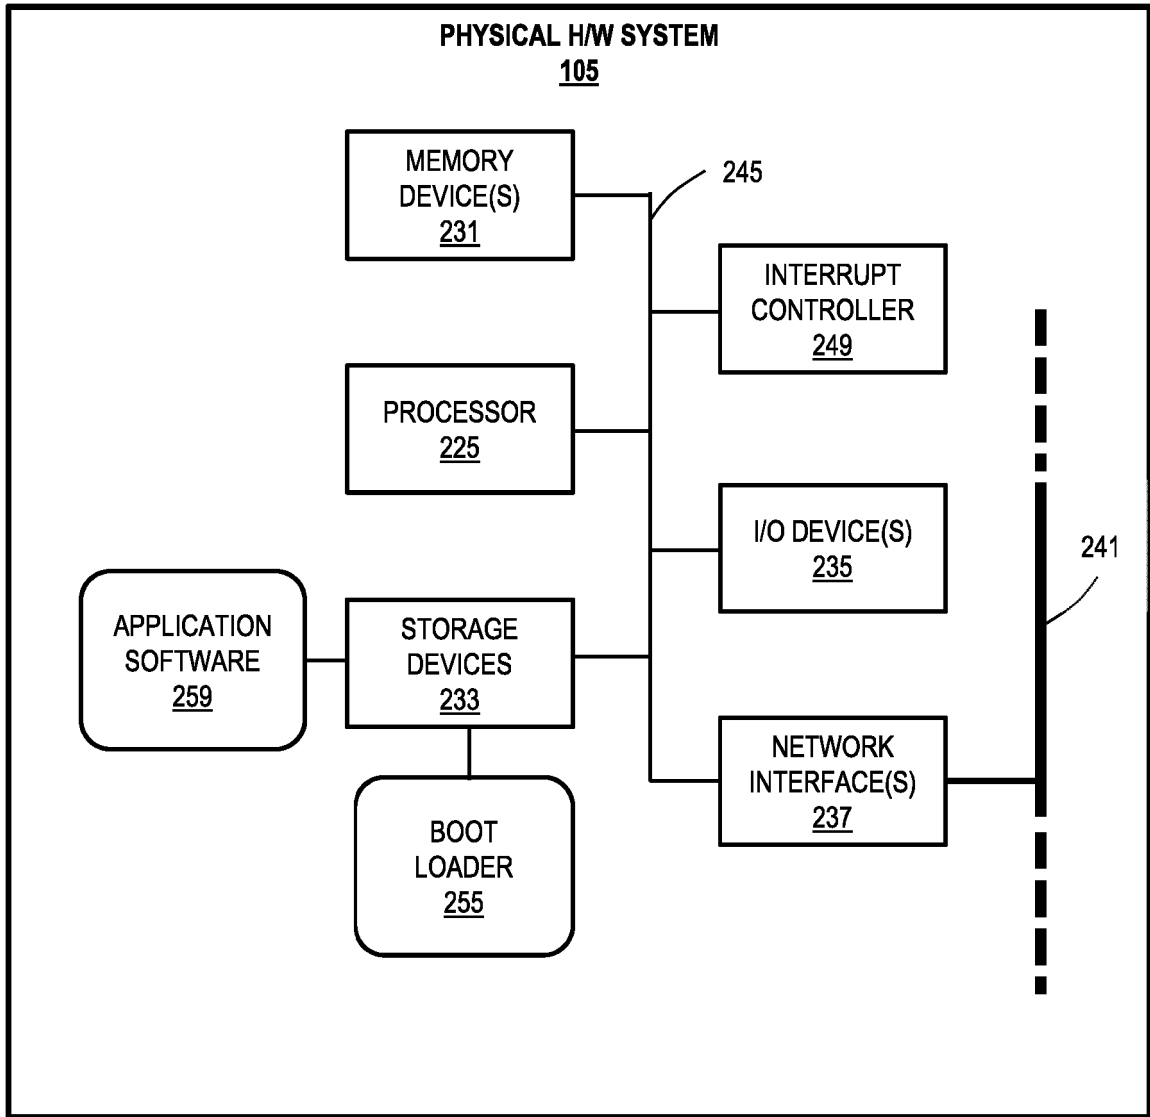 PHYSICAL H/W SYSTEM
105
MEMORY
DEVICE(S)
231
245
INTERRUPT
CONTROLLER
249
PROCESSOR
225
I/O DEVICE(S)
235
241
APPLICATION
SOFTWARE
259
STORAGE
DEVICES
233
NETWORK
INTERFACE(S)
237
BOOT
LOADER
255